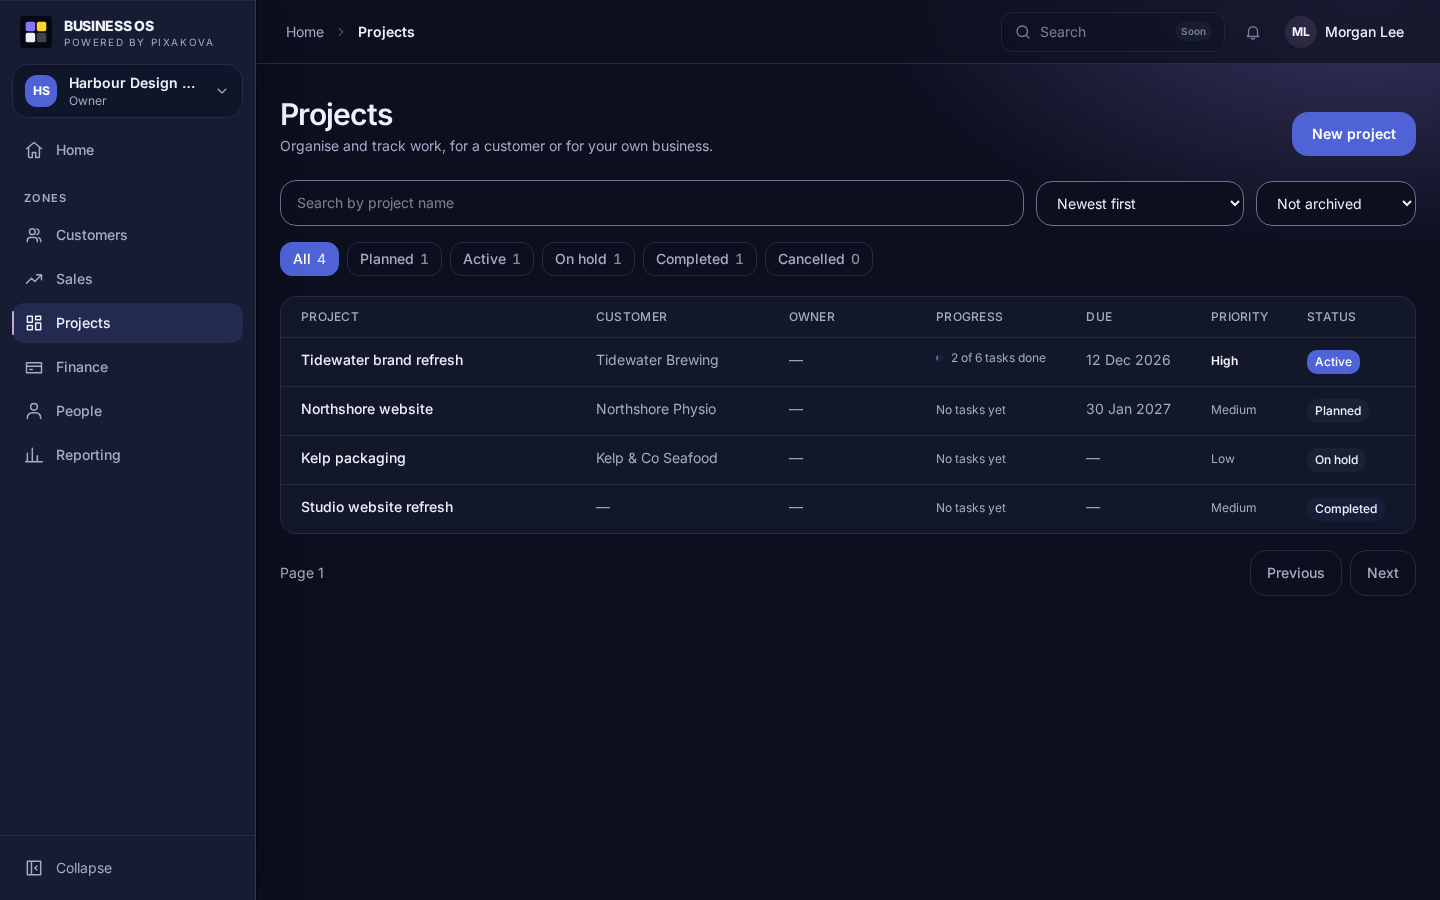 BUSINESS OS
POWERED BY PIXAKOVA
HS
Harbour Design ...
Owner
Home
ZONES
Customers
Sales
Projects
Finance
People
Reporting
Collapse
Home > Projects
Search Soon
ML Morgan Lee
Projects
Organise and track work, for a customer or for your own business.
New project
Search by project name
Newest first
Not archived
All 4 Planned 1 Active 1 On hold 1 Completed 1 Cancelled 0
PROJECT CUSTOMER OWNER PROGRESS DUE PRIORITY STATUS
Tidewater brand refresh Tidewater Brewing — 2 of 6 tasks done 12 Dec 2026 High Active
Northshore website Northshore Physio — No tasks yet 30 Jan 2027 Medium Planned
Kelp packaging Kelp & Co Seafood — No tasks yet — Low On hold
Studio website refresh — — No tasks yet — Medium Completed
Page 1
Previous Next